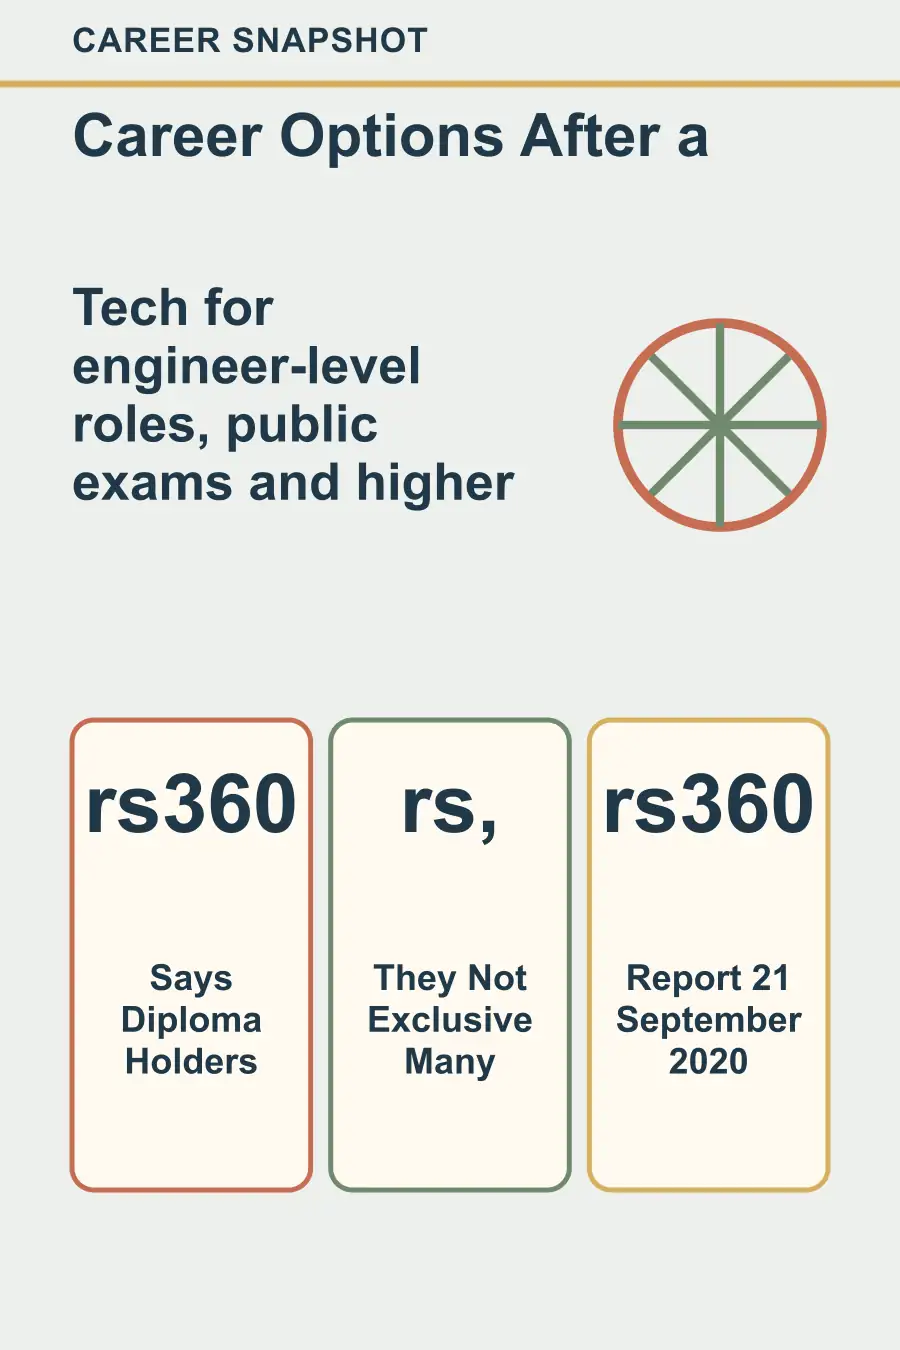 CAREER SNAPSHOT
Career Options After a
Tech for
engineer-level
roles, public
exams and higher
rs360
Says
Diploma
Holders
rs,
They Not
Exclusive
Many
rs360
Report 21
September
2020